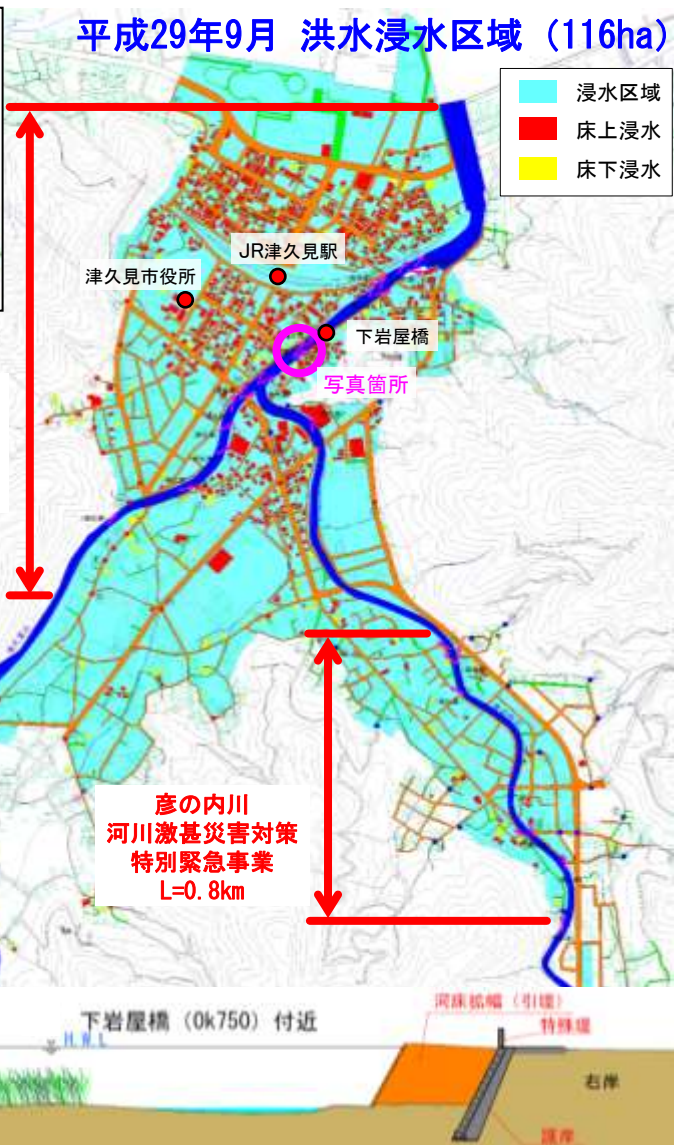 平成29年9月 洪水浸水区域（116ha）
浸水区域
床上浸水
床下浸水
JR津久見駅
津久見市役所
下岩屋橋
写真箇所
彦の内川
河川激甚災害対策
特別緊急事業
L=0.8km
下岩屋橋（0k750）付近
H.W.L
河床拡幅（引堤）
特殊堤
右岸
護岸